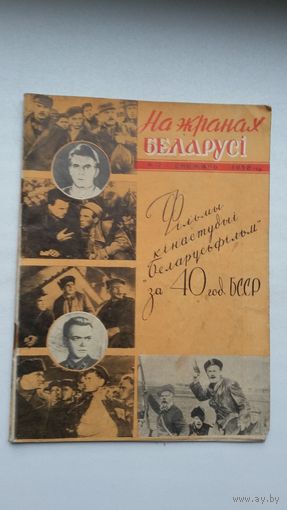 На экранах
БЕЛАРУСІ
Фільмы
кінастудыі
"Беларусьфільм"
за 40 год БССР
www.ay.by